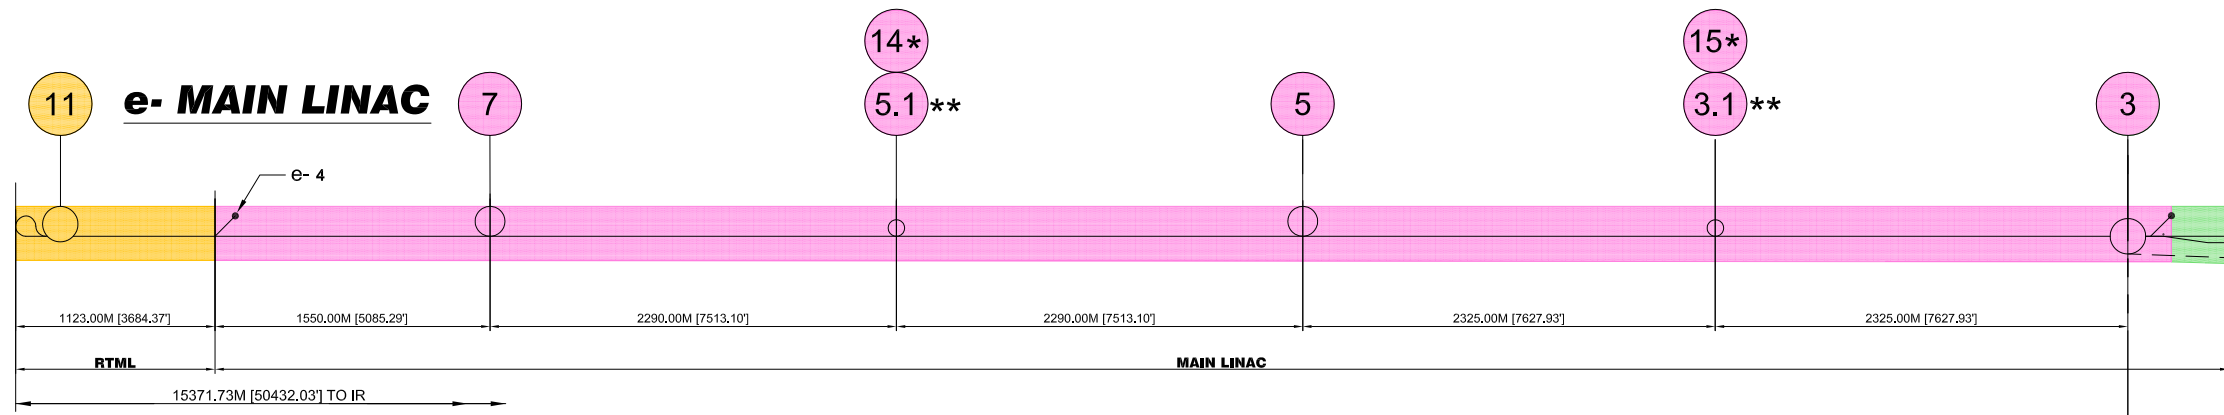 14*
15*
11
e- MAIN LINAC
7
5.1**
5
3.1**
3
e- 4
1123.00M [3684.37']
1550.00M [5085.29']
2290.00M [7513.10']
2290.00M [7513.10']
2325.00M [7627.93']
2325.00M [7627.93']
RTML
MAIN LINAC
15371.73M [50432.03'] TO IR